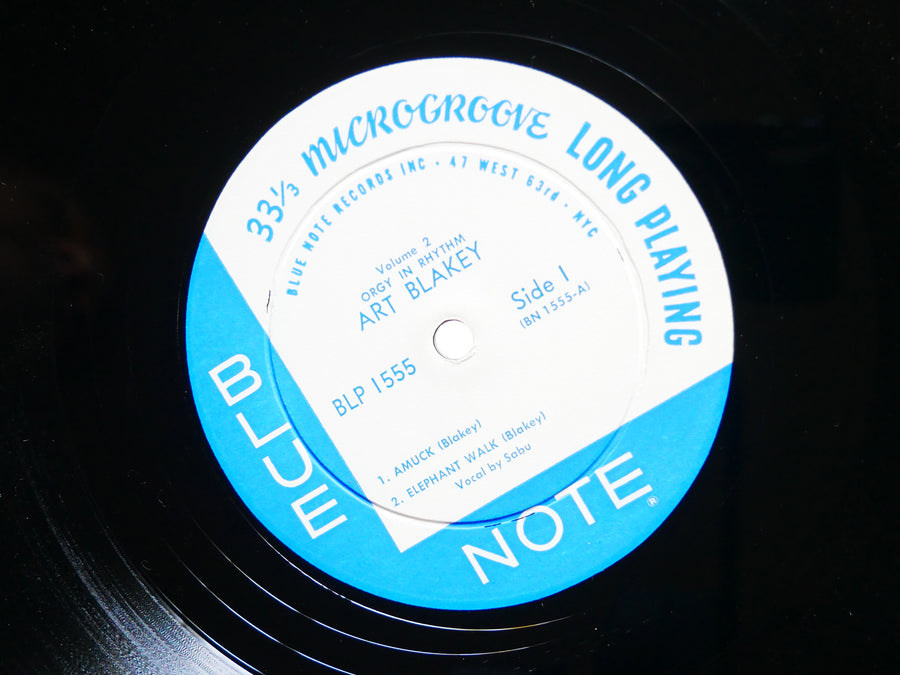 33⅓ MICROGROOVE LONG PLAYING
BLUE NOTE RECORDS INC · 47 WEST 63rd · NYC
Volume 2
ORGY IN RHYTHM
ART BLAKEY
Side 1
(BN 1555-A)
BLP 1555
1. AMUCK (Blakey)
2. ELEPHANT WALK (Blakey)
Vocal by Sabu
BLUE
NOTE®